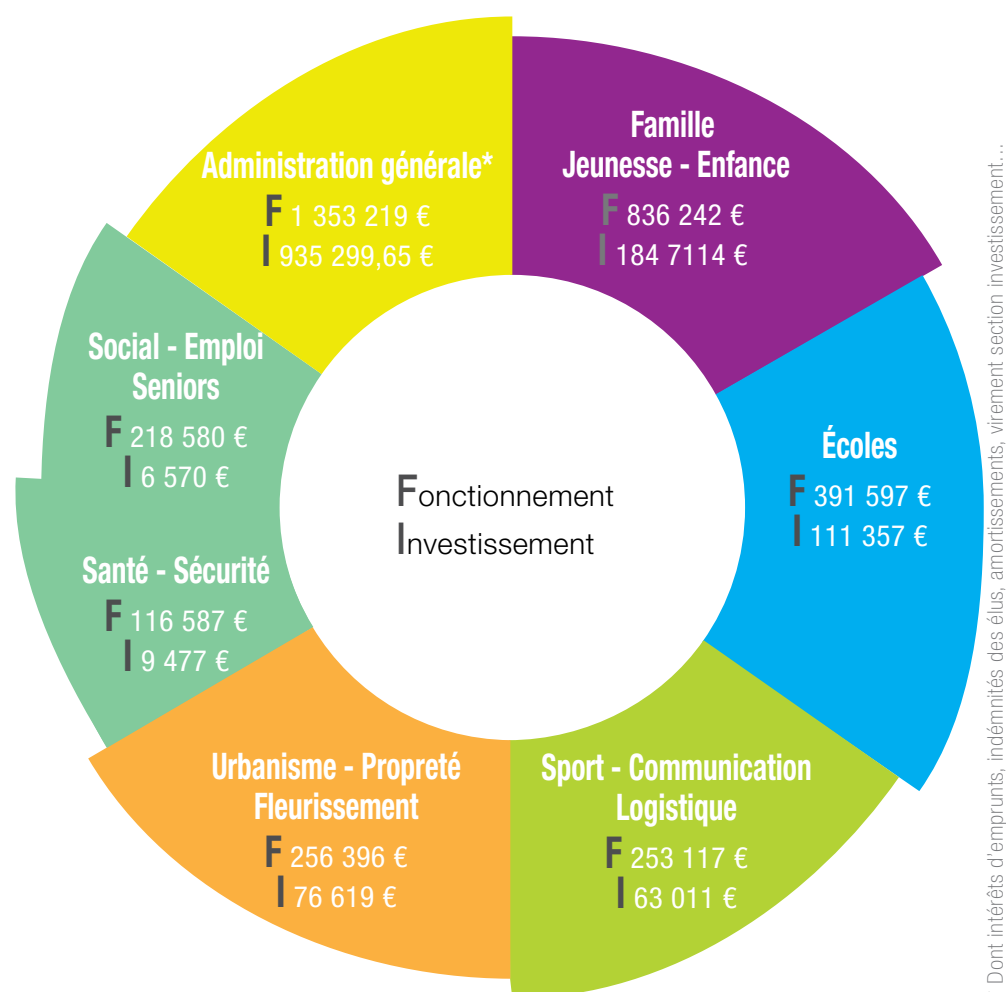 Administration générale*
F 1 353 219 €
I 935 299,65 €
Famille
Jeunesse - Enfance
F 836 242 €
I 184 7114 €
Écoles
F 391 597 €
I 111 357 €
Sport - Communication
Logistique
F 253 117 €
I 63 011 €
Urbanisme - Propreté
Fleurissement
F 256 396 €
I 76 619 €
Santé - Sécurité
F 116 587 €
I 9 477 €
Social - Emploi
Seniors
F 218 580 €
I 6 570 €
Fonctionnement
Investissement
Dont intérêts d'emprunts, indémnités des élus, amortissements, virement section investissement...